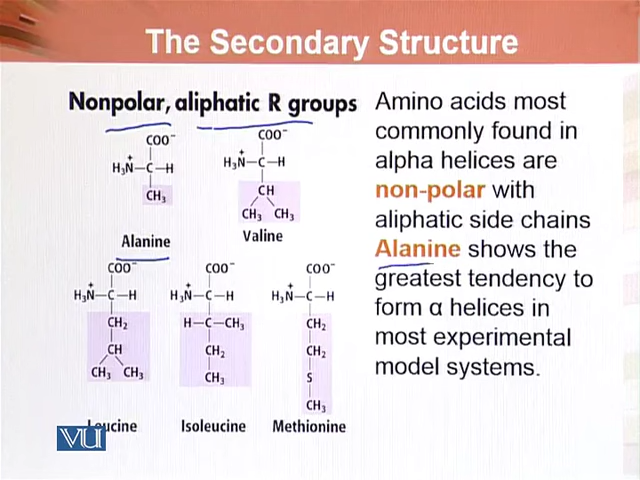 The Secondary Structure
Nonpolar, aliphatic R groups
COO⁻
H₃N⁺—C—H
CH₃
Alanine
COO⁻
H₃N⁺—C—H
CH
CH₃ CH₃
Valine
COO⁻
H₃N⁺—C—H
CH₂
CH
CH₃ CH₃
Leucine
COO⁻
H₃N⁺—C—H
H—C—CH₃
CH₂
CH₃
Isoleucine
COO⁻
H₃N⁺—C—H
CH₂
CH₂
S
CH₃
Methionine
Amino acids most
commonly found in
alpha helices are
non-polar with
aliphatic side chains
Alanine shows the
greatest tendency to
form α helices in
most experimental
model systems.
VU